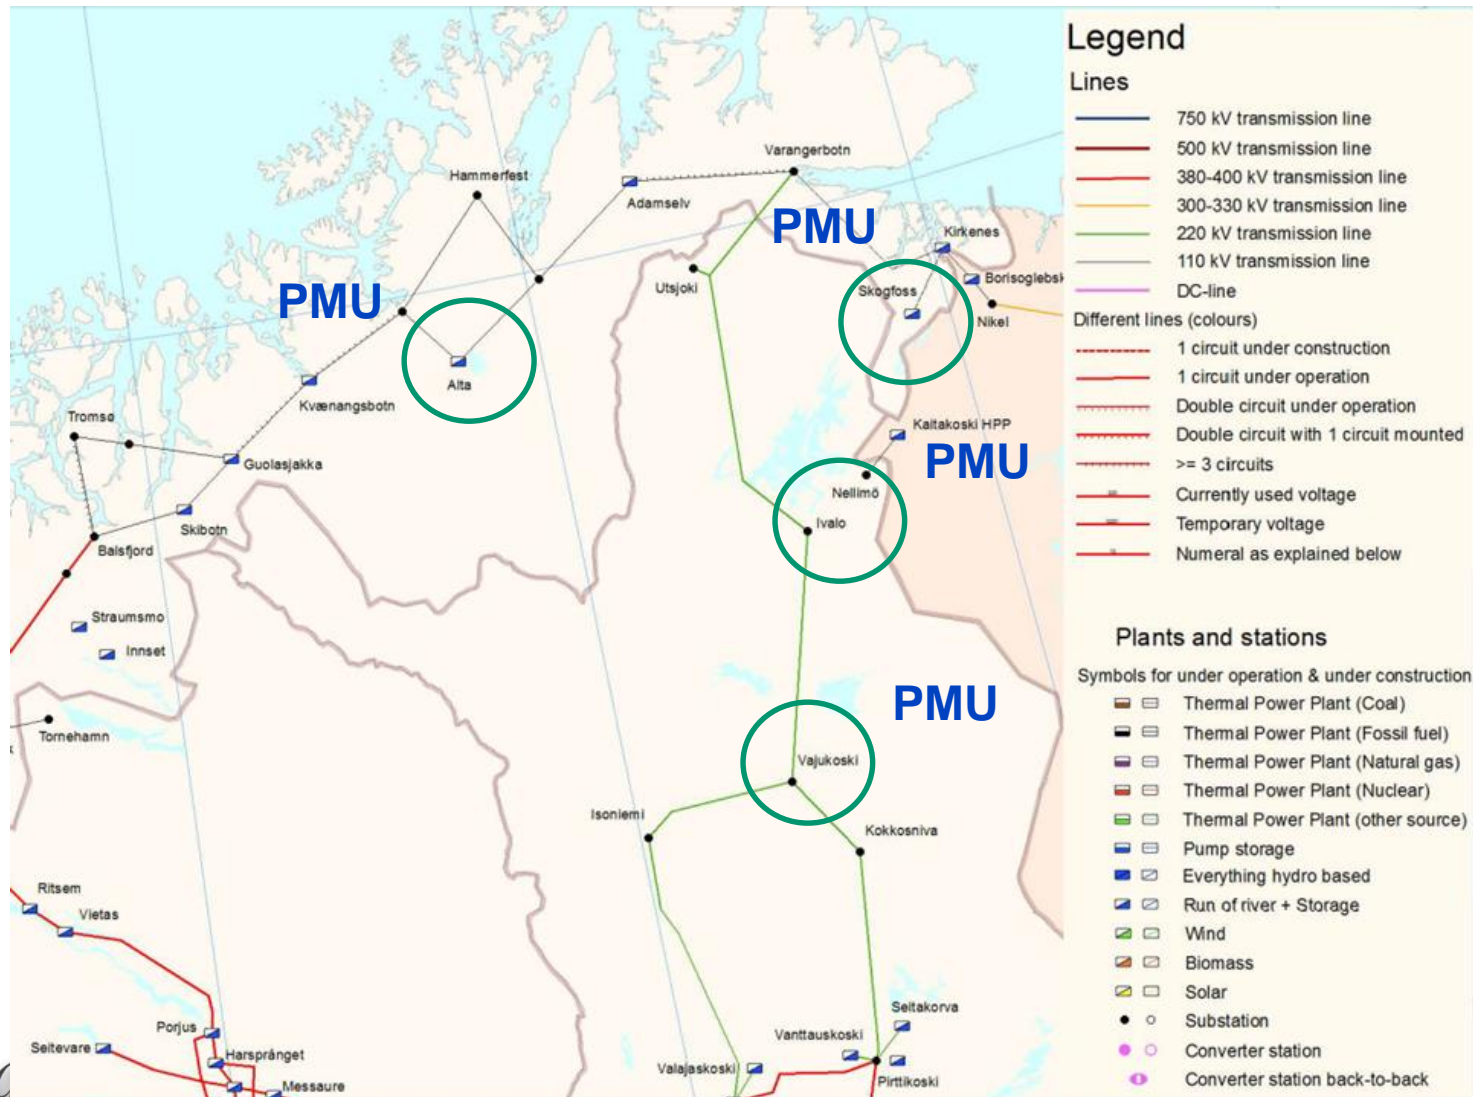 Varangerbotn
Hammerfest
Adamselv
PMU
Kirkenes
Utsjoki
Skogfoss
Borisoglebsk
PMU
Nikel
Alta
Kvænangsbotn
Tromsø
Kaitakoski HPP
Guolasjakka
PMU
Nellimö
Ivalo
Skibotn
Balsfjord
Straumsmo
Innset
PMU
Tornehamn
Vajukoski
Isoniemi
Kokkosniva
Ritsem
Vietas
Seitakorva
Porjus
Vanttauskoski
Seitevare
Harsprånget
Valajaskoski
Pirttikoski
Messaure
Legend
Lines
750 kV transmission line
500 kV transmission line
380-400 kV transmission line
300-330 kV transmission line
220 kV transmission line
110 kV transmission line
DC-line
Different lines (colours)
1 circuit under construction
1 circuit under operation
Double circuit under operation
Double circuit with 1 circuit mounted
>= 3 circuits
Currently used voltage
Temporary voltage
Numeral as explained below
Plants and stations
Symbols for under operation & under construction
Thermal Power Plant (Coal)
Thermal Power Plant (Fossil fuel)
Thermal Power Plant (Natural gas)
Thermal Power Plant (Nuclear)
Thermal Power Plant (other source)
Pump storage
Everything hydro based
Run of river + Storage
Wind
Biomass
Solar
Substation
Converter station
Converter station back-to-back